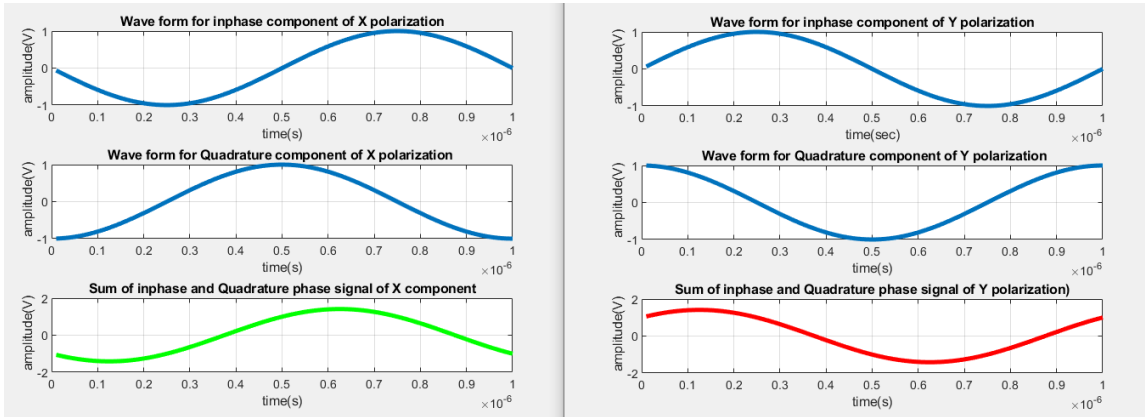 Wave form for inphase component of X polarization
amplitude(V)
1
0
-1
0 0.1 0.2 0.3 0.4 0.5 0.6 0.7 0.8 0.9 1
time(s)
×10-6
Wave form for Quadrature component of X polarization
amplitude(V)
1
0
-1
0 0.1 0.2 0.3 0.4 0.5 0.6 0.7 0.8 0.9 1
time(s)
×10-6
Sum of inphase and Quadrature phase signal of X component
amplitude(V)
2
0
-2
0 0.1 0.2 0.3 0.4 0.5 0.6 0.7 0.8 0.9 1
time(s)
×10-6
Wave form for inphase component of Y polarization
amplitude(V)
1
0
-1
0 0.1 0.2 0.3 0.4 0.5 0.6 0.7 0.8 0.9 1
time(sec)
×10-6
Wave form for Quadrature component of Y polarization
amplitude(V)
1
0
-1
0 0.1 0.2 0.3 0.4 0.5 0.6 0.7 0.8 0.9 1
time(s)
×10-6
Sum of inphase and Quadrature phase signal of Y polarization)
amplitude(V)
2
0
-2
0 0.1 0.2 0.3 0.4 0.5 0.6 0.7 0.8 0.9 1
time(s)
×10-6